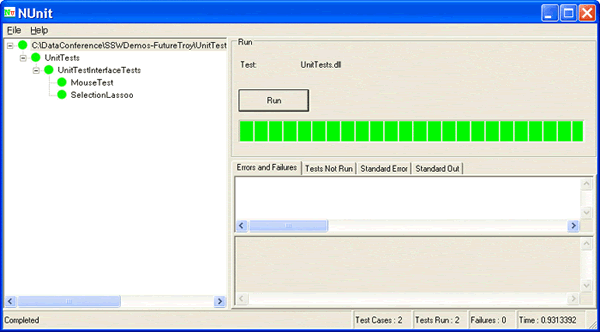 NUnit
File Help
C:\DataConference\SSWDemos-FutureTroy\UnitTest
UnitTests
UnitTestInterfaceTests
MouseTest
SelectionLassoo
Run
Test: UnitTests.dll
Run
Errors and Failures Tests Not Run Standard Error Standard Out
Completed Test Cases : 2 Tests Run : 2 Failures : 0 Time : 0.9313392